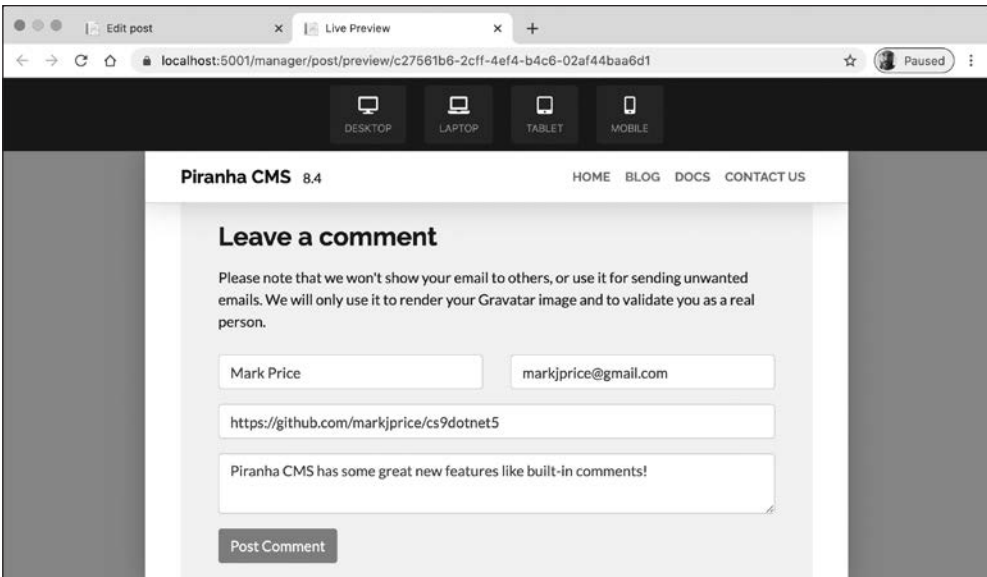 Edit post
Live Preview
localhost:5001/manager/post/preview/c27561b6-2cff-4ef4-b4c6-02af44baa6d1
Paused
DESKTOP LAPTOP TABLET MOBILE
Piranha CMS 8.4 HOME BLOG DOCS CONTACT US
Leave a comment
Please note that we won't show your email to others, or use it for sending unwanted
emails. We will only use it to render your Gravatar image and to validate you as a real
person.
Mark Price markjprice@gmail.com
https://github.com/markjprice/cs9dotnet5
Piranha CMS has some great new features like built-in comments!
Post Comment